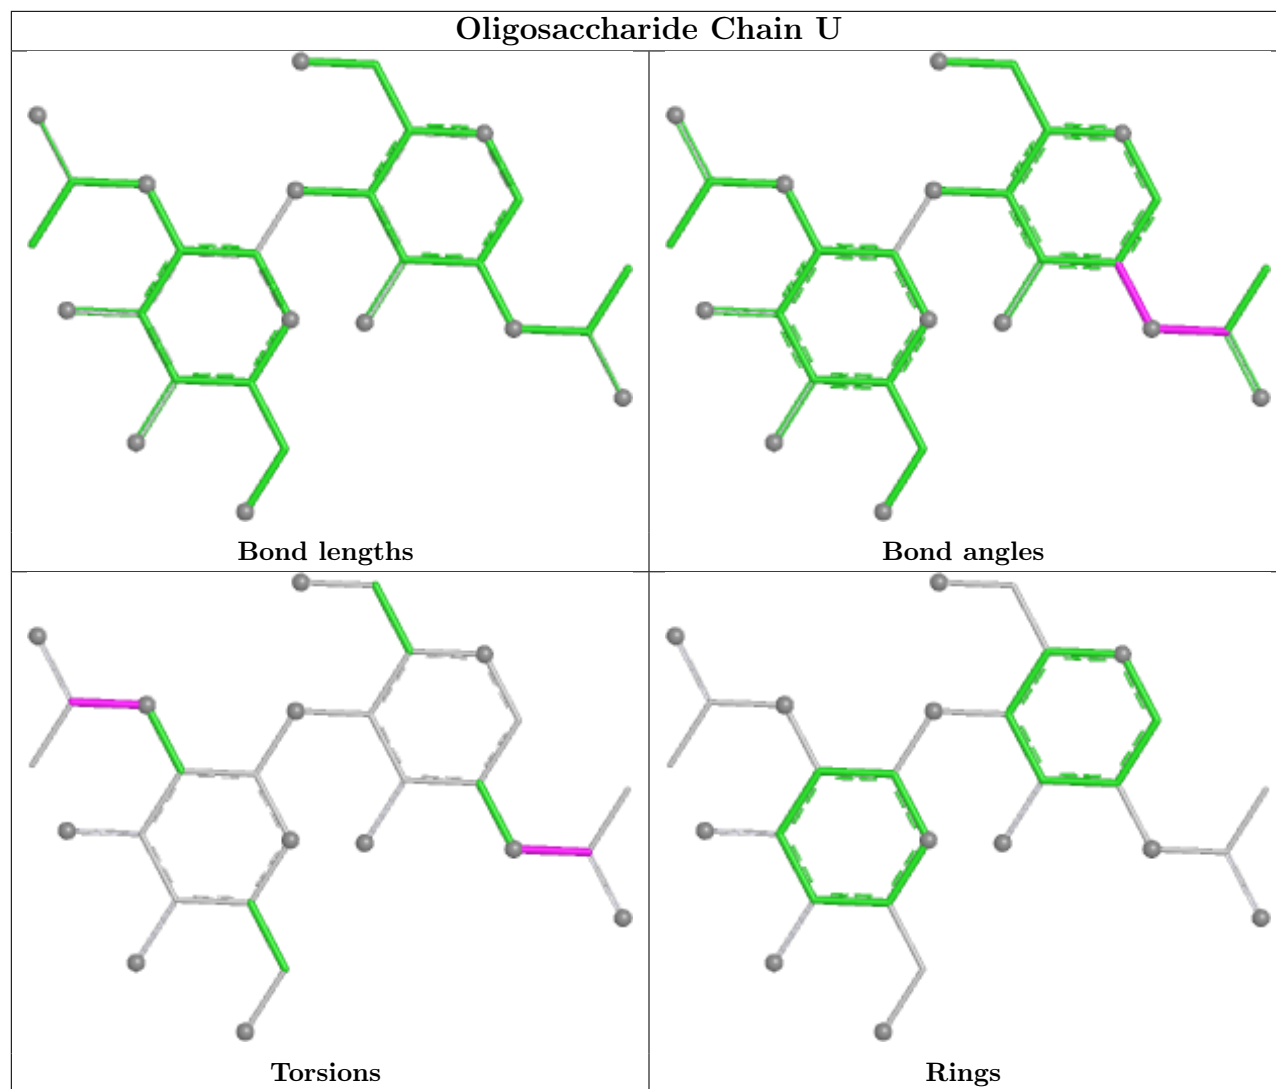 Oligosaccharide Chain U
Bond lengths
Bond angles
Torsions
Rings